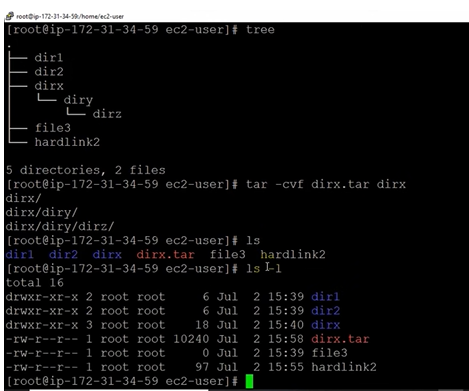 root@ip-172-31-34-59:/home/ec2-user
[root@ip-172-31-34-59 ec2-user]# tree
.
├── dir1
├── dir2
├── dirx
│   └── diry
│       └── dirz
├── file3
└── hardlink2
5 directories, 2 files
[root@ip-172-31-34-59 ec2-user]# tar -cvf dirx.tar dirx
dirx/
dirx/diry/
dirx/diry/dirz/
[root@ip-172-31-34-59 ec2-user]# ls
dir1  dir2  dirx  dirx.tar  file3  hardlink2
[root@ip-172-31-34-59 ec2-user]# ls -l
total 16
drwxr-xr-x 2 root root     6 Jul  2 15:39 dir1
drwxr-xr-x 2 root root     6 Jul  2 15:39 dir2
drwxr-xr-x 3 root root    18 Jul  2 15:40 dirx
-rw-r--r-- 1 root root 10240 Jul  2 15:58 dirx.tar
-rw-r--r-- 1 root root     0 Jul  2 15:39 file3
-rw-r--r-- 1 root root    97 Jul  2 15:55 hardlink2
[root@ip-172-31-34-59 ec2-user]#